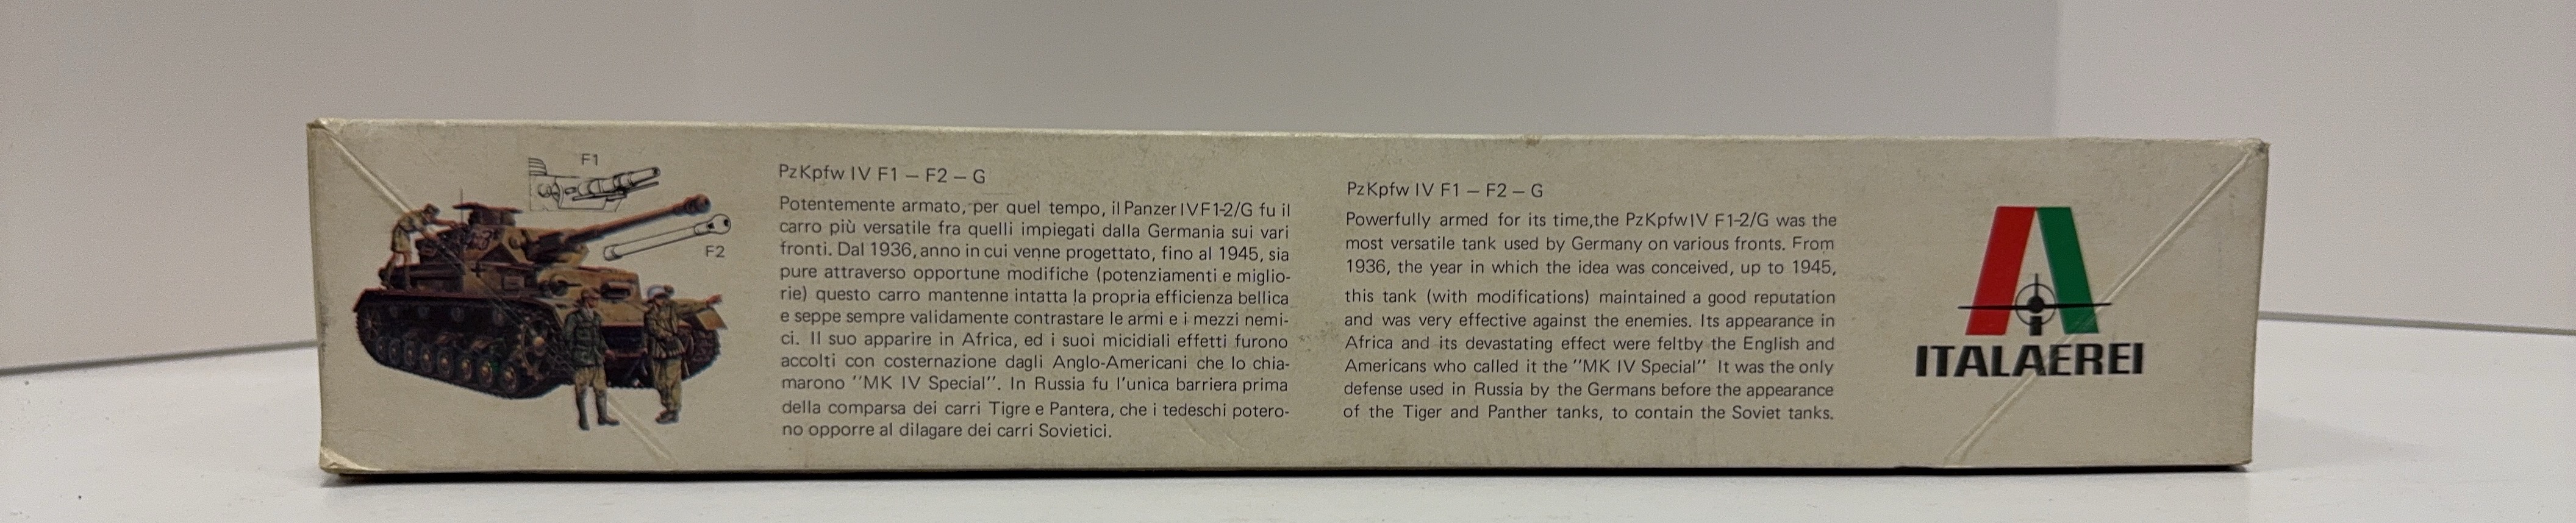 F1
F2
PzKpfw IV F1 – F2 – G
Potentemente armato, per quel tempo, il Panzer IVF1-2/G fu il
carro più versatile fra quelli impiegati dalla Germania sui vari
fronti. Dal 1936, anno in cui venne progettato, fino al 1945, sia
pure attraverso opportune modifiche (potenziamenti e miglio-
rie) questo carro mantenne intatta la propria efficienza bellica
e seppe sempre validamente contrastare le armi e i mezzi nemi-
ci. Il suo apparire in Africa, ed i suoi micidiali effetti furono
accolti con costernazione dagli Anglo-Americani che lo chia-
marono "MK IV Special". In Russia fu l'unica barriera prima
della comparsa dei carri Tigre e Pantera, che i tedeschi potero-
no opporre al dilagare dei carri Sovietici.
PzKpfw IV F1 – F2 – G
Powerfully armed for its time,the PzKpfwIV F1-2/G was the
most versatile tank used by Germany on various fronts. From
1936, the year in which the idea was conceived, up to 1945,
this tank (with modifications) maintained a good reputation
and was very effective against the enemies. Its appearance in
Africa and its devastating effect were feltby the English and
Americans who called it the "MK IV Special" It was the only
defense used in Russia by the Germans before the appearance
of the Tiger and Panther tanks, to contain the Soviet tanks.
ITALAEREI